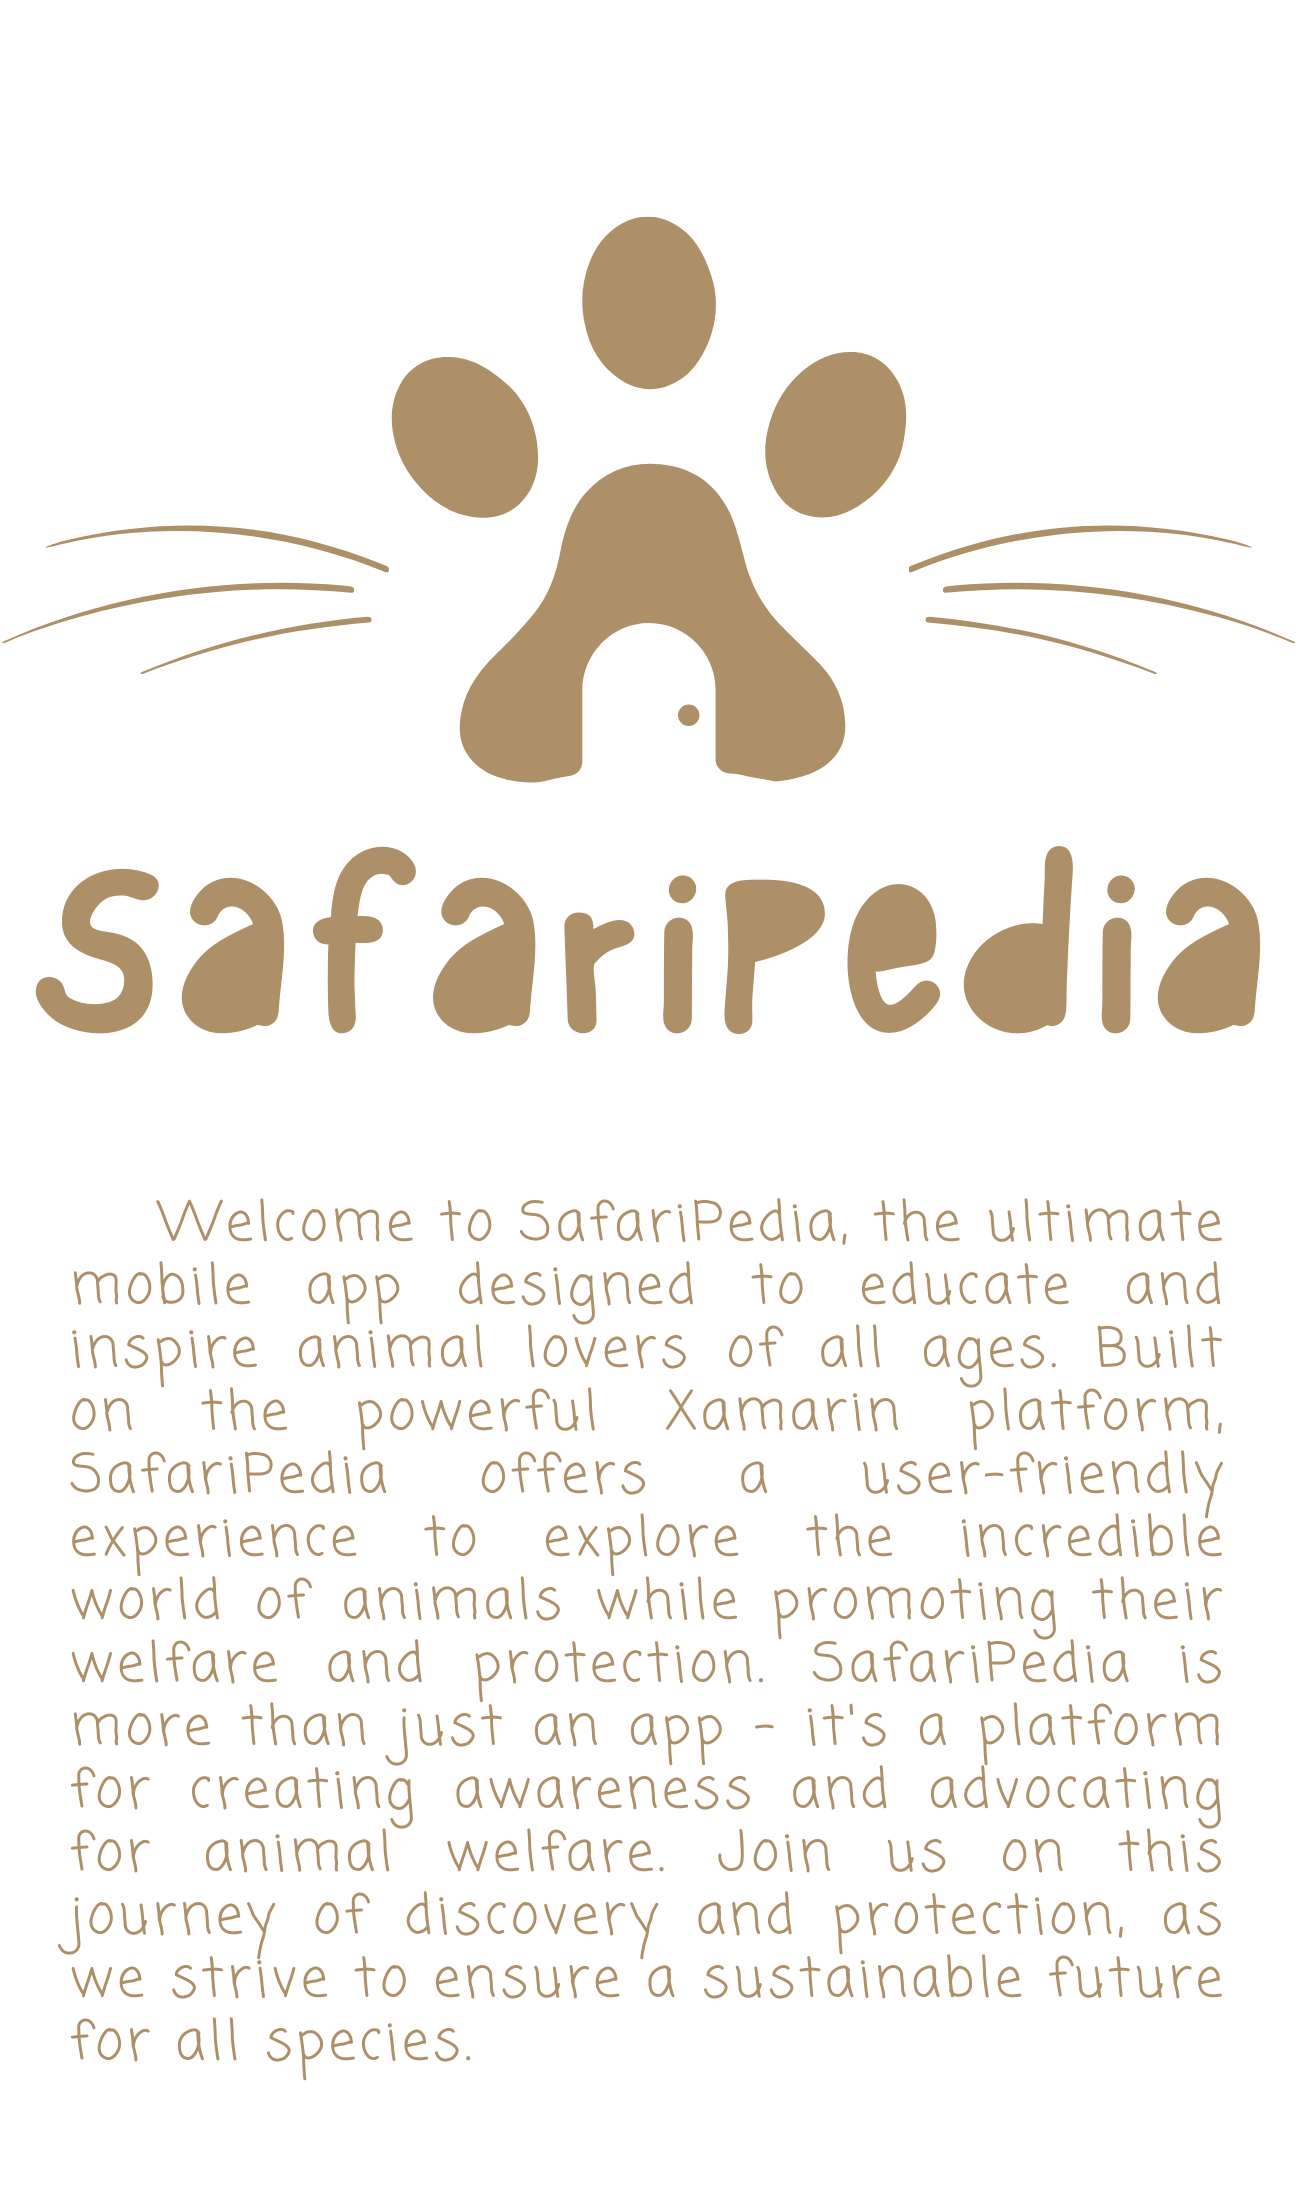 SafariPedia
Welcome to SafariPedia, the ultimate
mobile app designed to educate and
inspire animal lovers of all ages. Built
on the powerful Xamarin platform,
SafariPedia offers a user-friendly
experience to explore the incredible
world of animals while promoting their
welfare and protection. SafariPedia is
more than just an app - it's a platform
for creating awareness and advocating
for animal welfare. Join us on this
journey of discovery and protection, as
we strive to ensure a sustainable future
for all species.